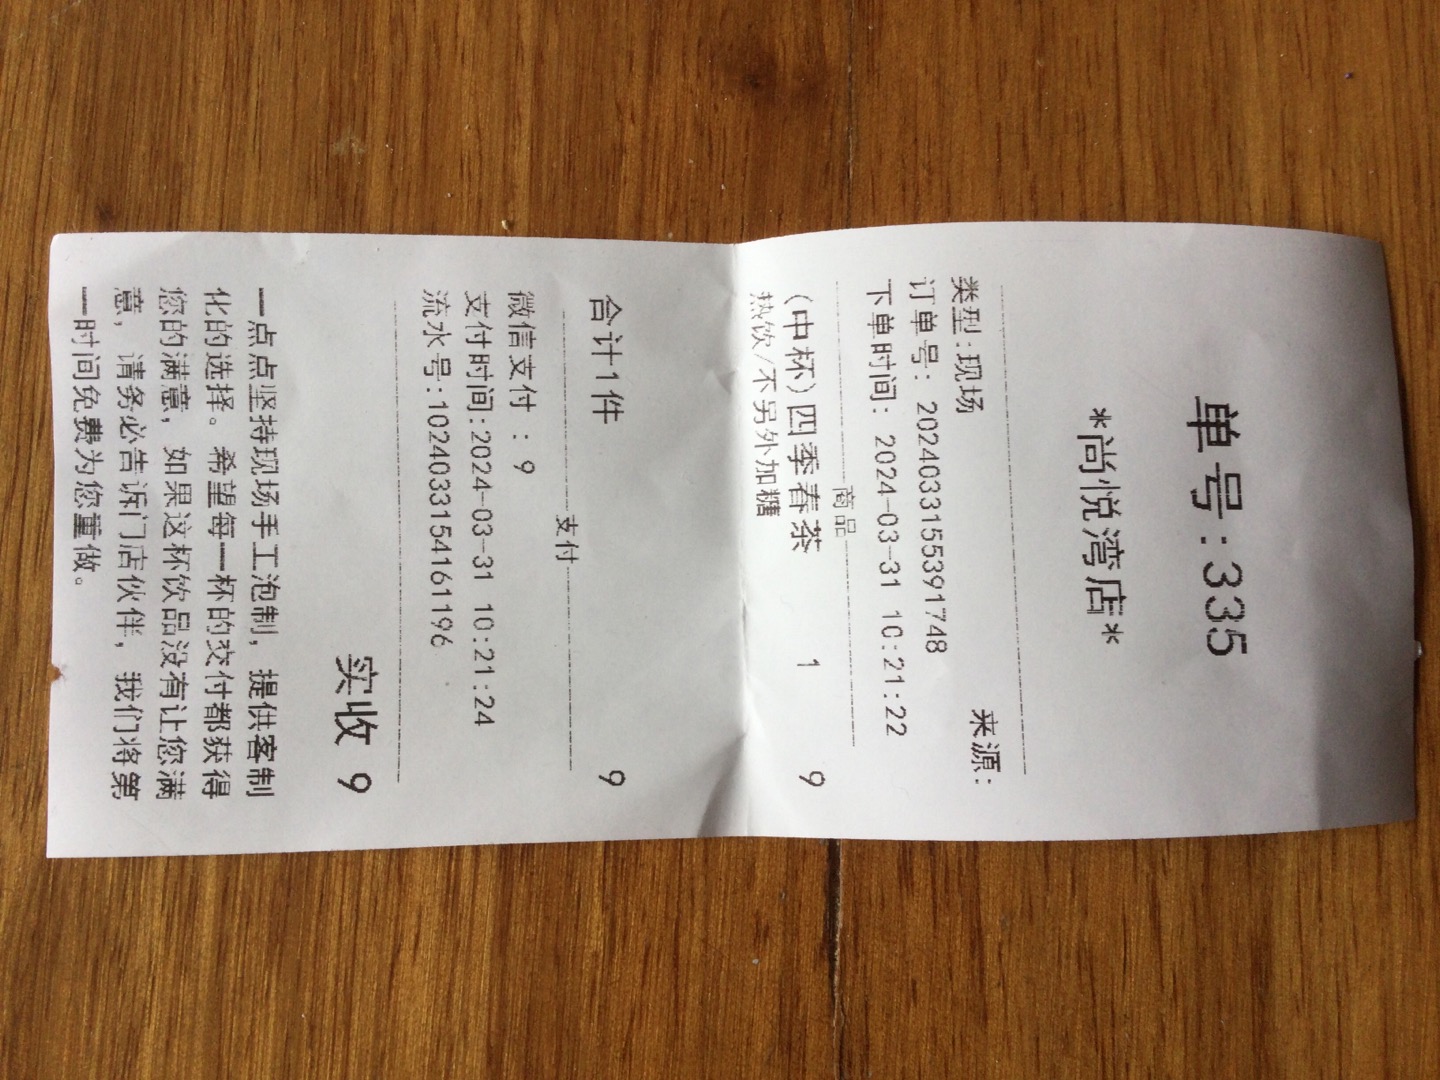 单号:335
*尚悦湾店*
类型:现场 来源:
订单号: 20240331553917​48
下单时间: 2024-03-31 10:21:22
商品
(中杯)四季春茶 1 9
热饮/不另外加糖
合计1件 9
支付
微信支付 : 9
支付时间:2024-03-31 10:21:24
流水号:10240331541611​96
实收 9
一点点坚持现场手工泡制, 提供客制
化的选择。希望每一杯的交付都获得
您的满意, 如果这杯饮品没有让您满
意, 请务必告诉门店伙伴, 我们将第
一时间免费为您重做。